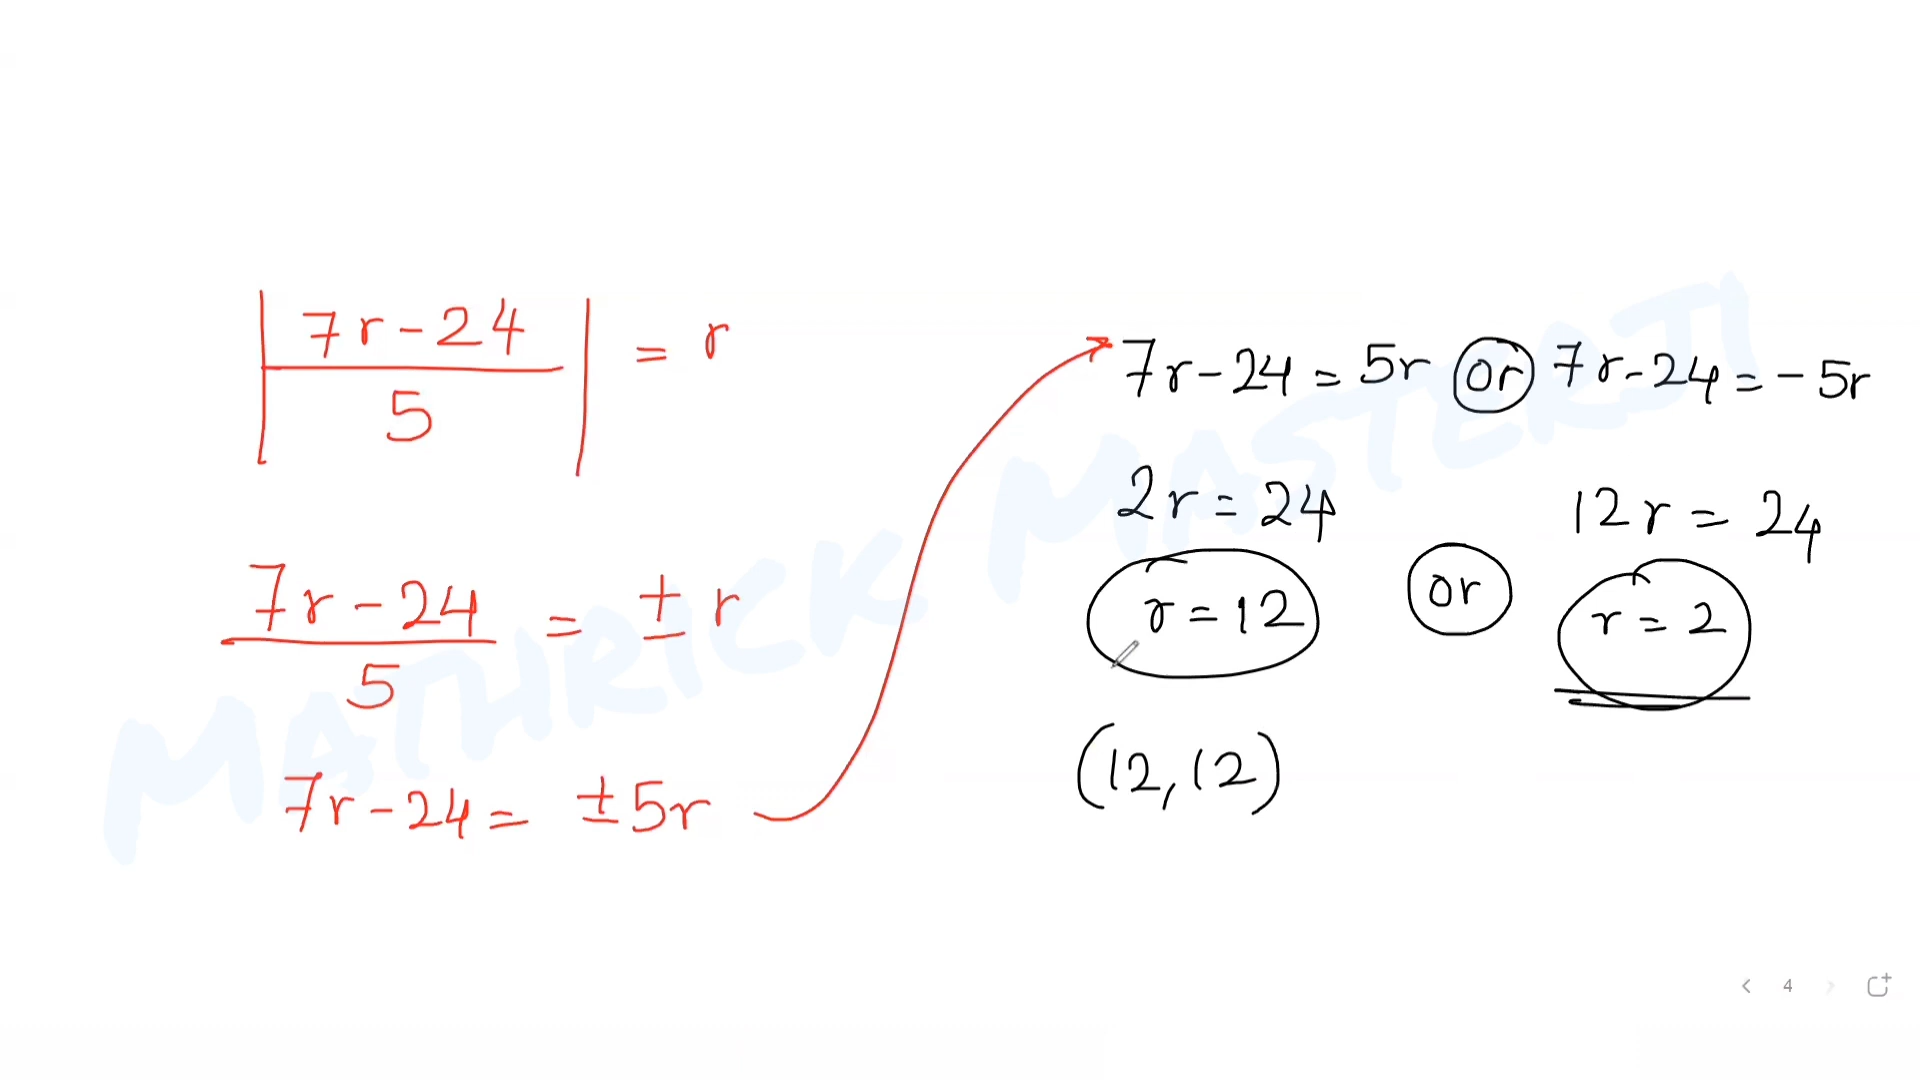 |7r-24/5| = r
7r-24/5 = ± r
7r-24 = ±5r
7r-24 = 5r or 7r-24 = -5r
2r = 24
12r = 24
r = 12 or r = 2
(12,12)
MATHRICK MASTERJI
4